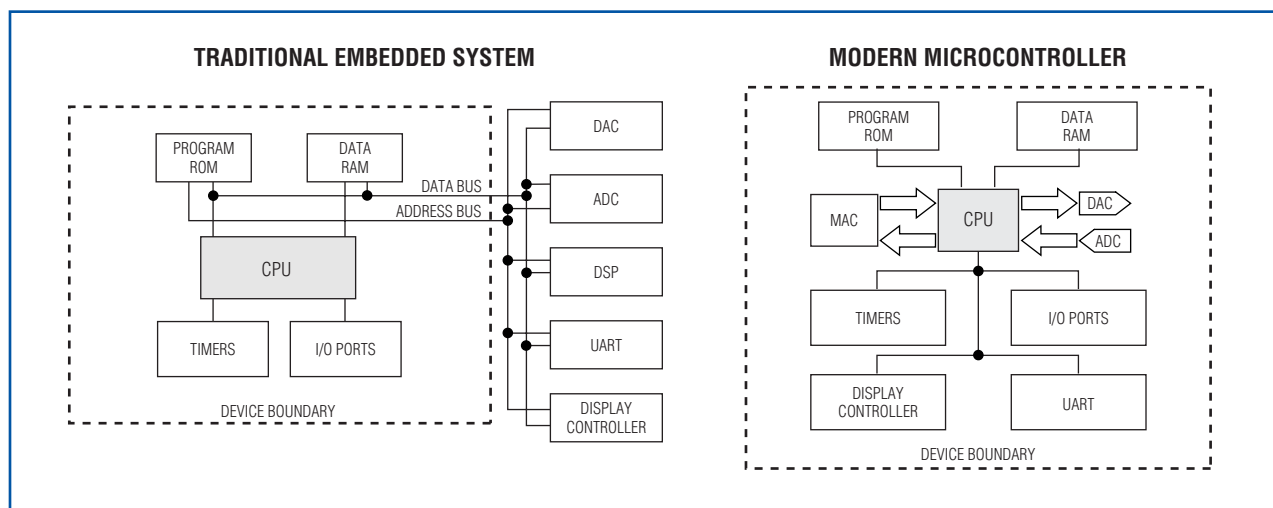 TRADITIONAL EMBEDDED SYSTEM
PROGRAM
ROM
DATA
RAM
DATA BUS
ADDRESS BUS
CPU
TIMERS
I/O PORTS
DEVICE BOUNDARY
DAC
ADC
DSP
UART
DISPLAY
CONTROLLER
MODERN MICROCONTROLLER
PROGRAM
ROM
DATA
RAM
MAC
CPU
DAC
ADC
TIMERS
I/O PORTS
DISPLAY
CONTROLLER
UART
DEVICE BOUNDARY